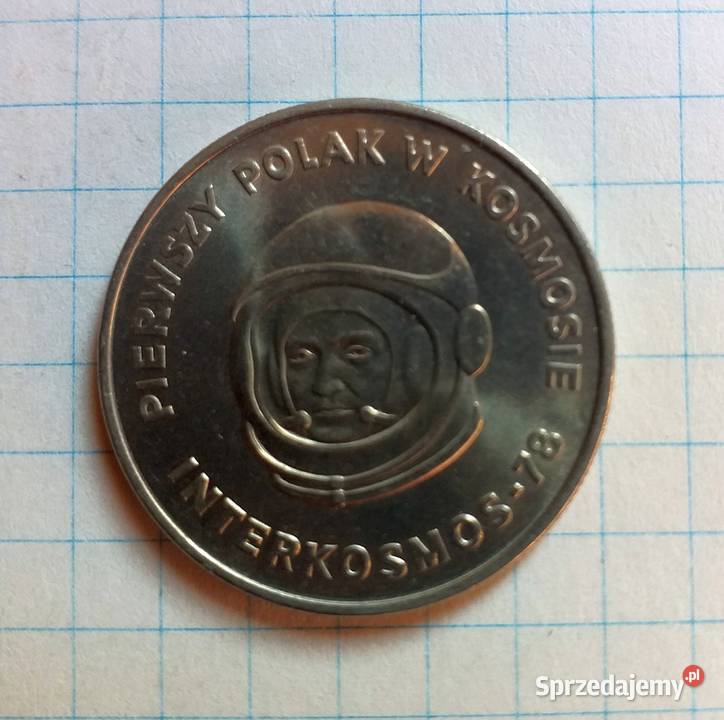 PIERWSZY POLAK W KOSMOSIE
INTERKOSMOS-78
Sprzedajemy.pl